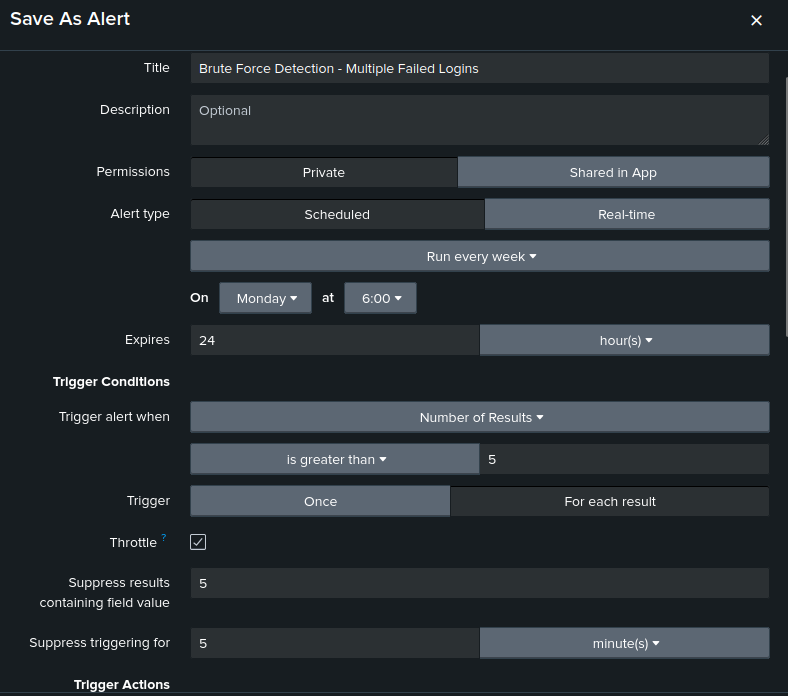 Save As Alert
Title Brute Force Detection - Multiple Failed Logins
Description Optional
Permissions Private Shared in App
Alert type Scheduled Real-time
Run every week
On Monday at 6:00
Expires 24 hour(s)
Trigger Conditions
Trigger alert when Number of Results
is greater than 5
Trigger Once For each result
Throttle ?
Suppress results
containing field value 5
Suppress triggering for 5 minute(s)
Trigger Actions